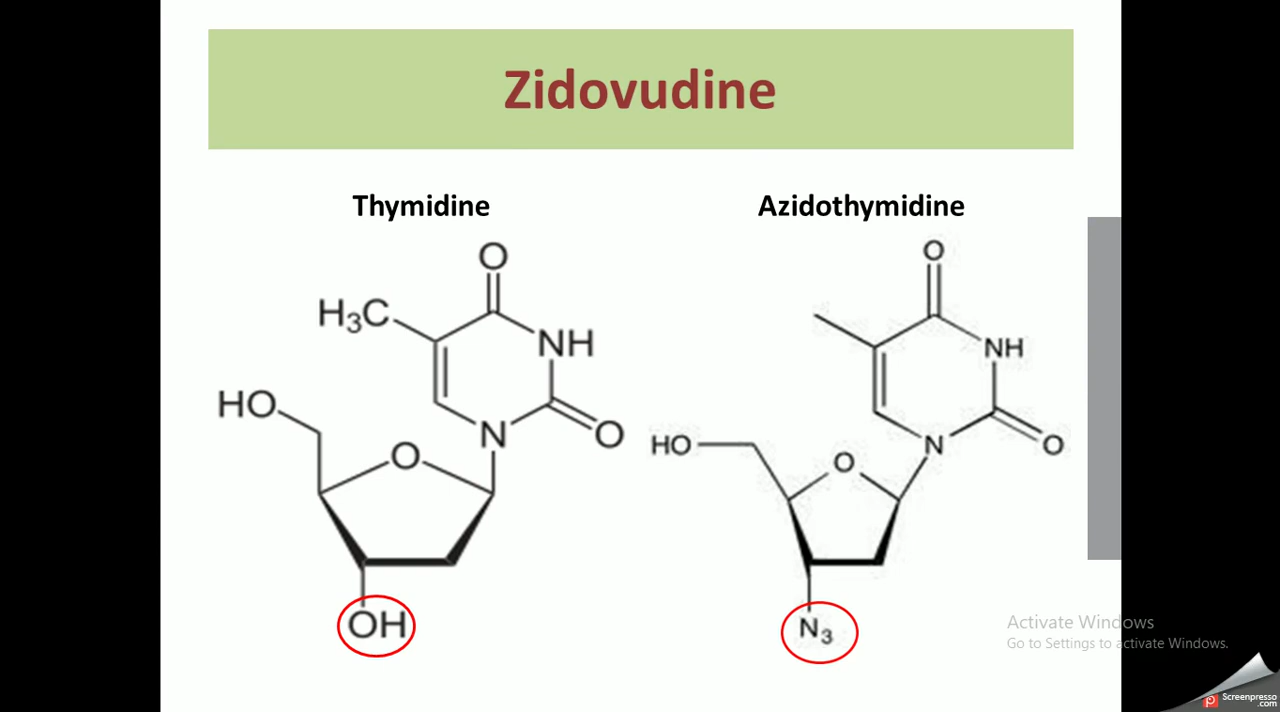 Zidovudine
Thymidine
Azidothymidine
O
H₃C
NH
HO
O
N
O
OH
O
NH
HO
O
N
O
N₃
Activate Windows
Go to Settings to activate Windows.
Screenpresso
.com